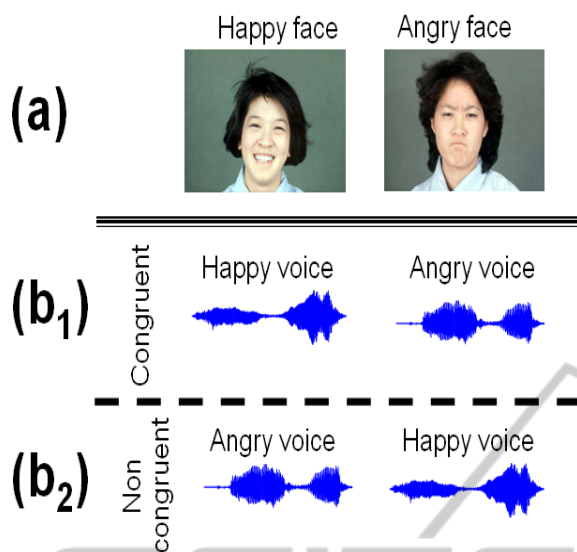 Happy face Angry face
(a)
Happy voice Angry voice
(b1)
Congruent
Angry voice Happy voice
(b2)
Non
congruent